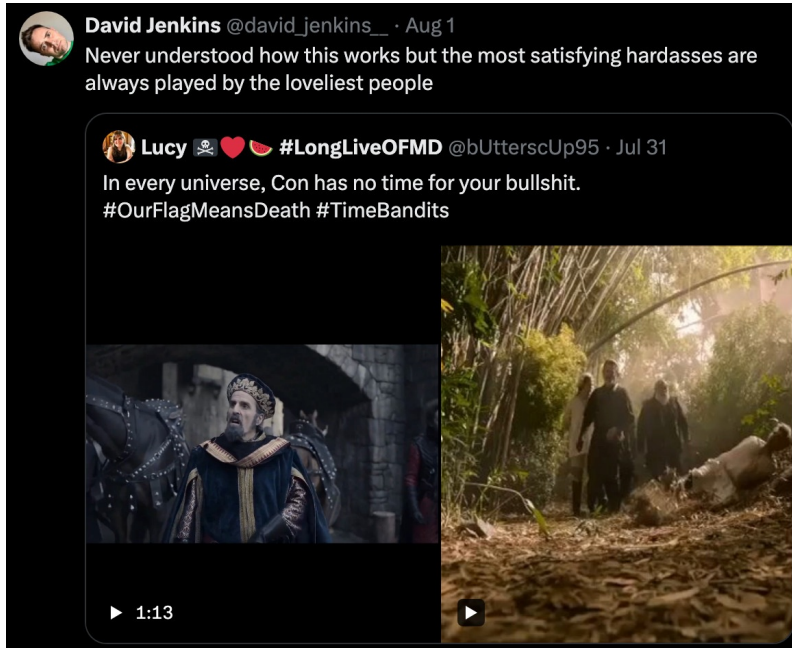 David Jenkins @david_jenkins__ · Aug 1
Never understood how this works but the most satisfying hardasses are
always played by the loveliest people
Lucy 🏴‍☠️❤️🍉 #LongLiveOFMD @bUtterscUp95 · Jul 31
In every universe, Con has no time for your bullshit.
#OurFlagMeansDeath #TimeBandits
1:13